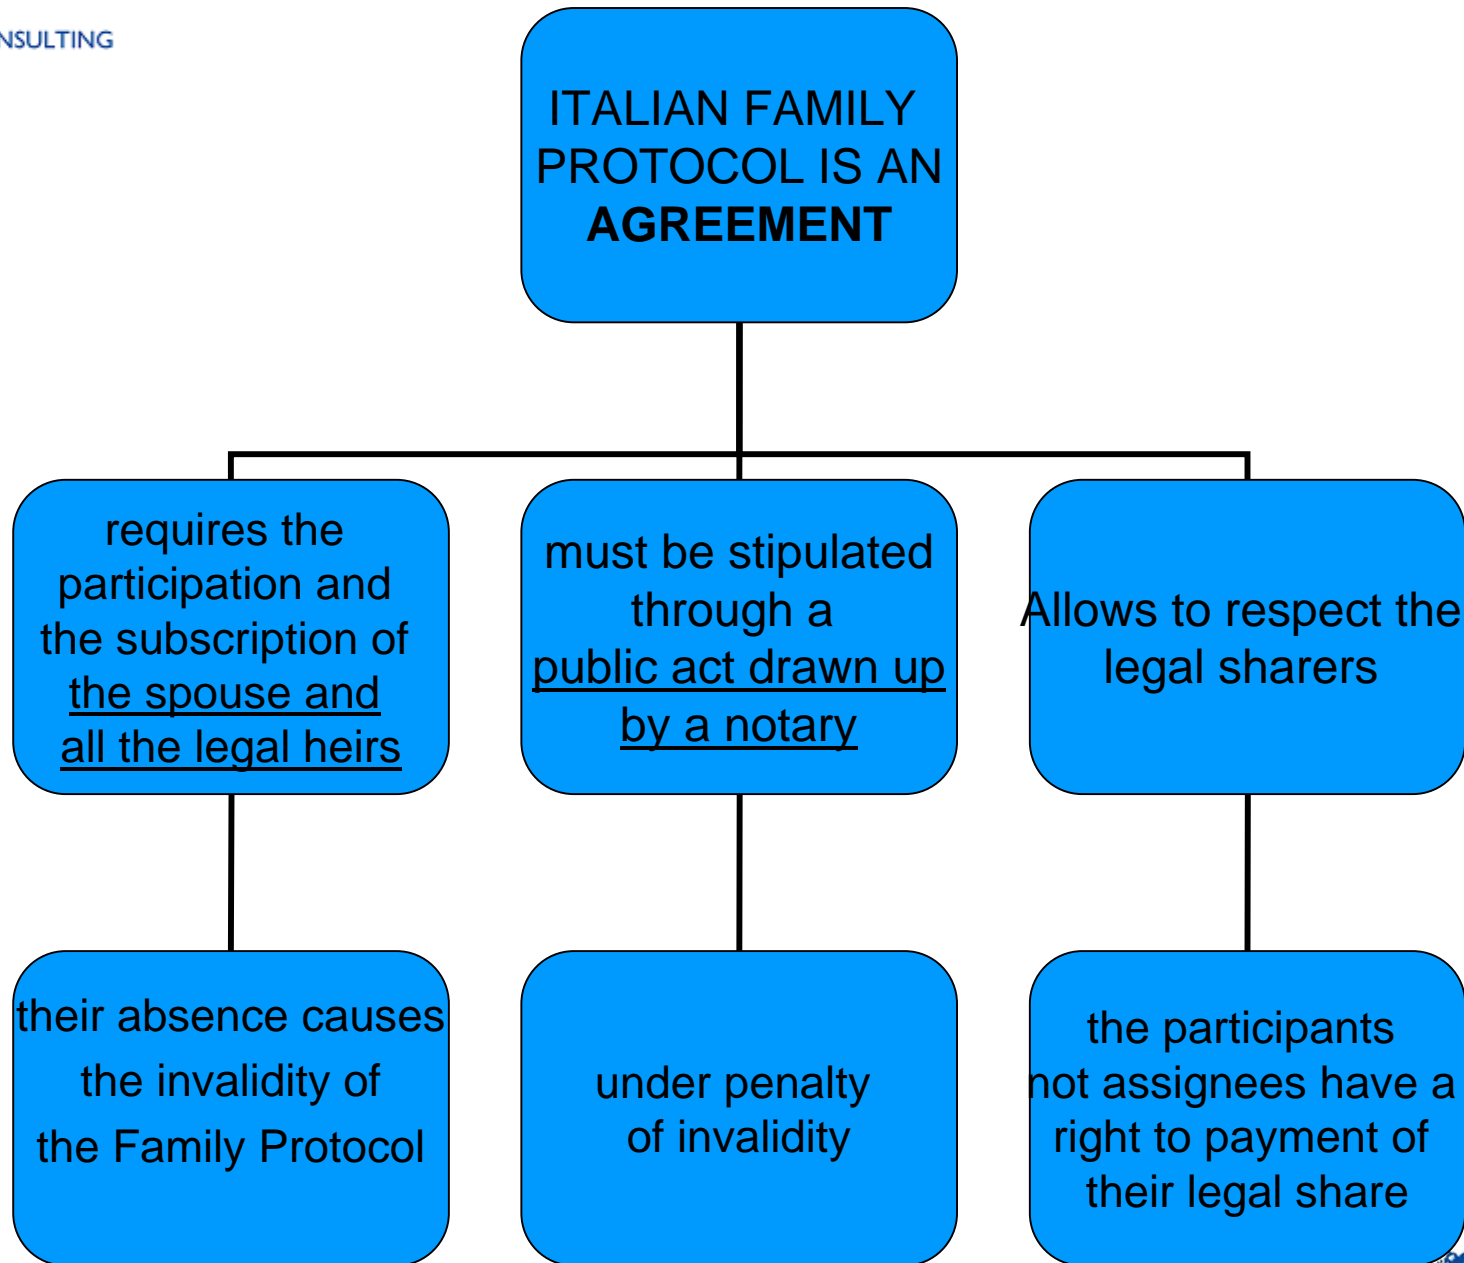 NSULTING
ITALIAN FAMILY
PROTOCOL IS AN
AGREEMENT
requires the
participation and
the subscription of
the spouse and
all the legal heirs
must be stipulated
through a
public act drawn up
by a notary
Allows to respect the
legal sharers
their absence causes
the invalidity of
the Family Protocol
under penalty
of invalidity
the participants
not assignees have a
right to payment of
their legal share